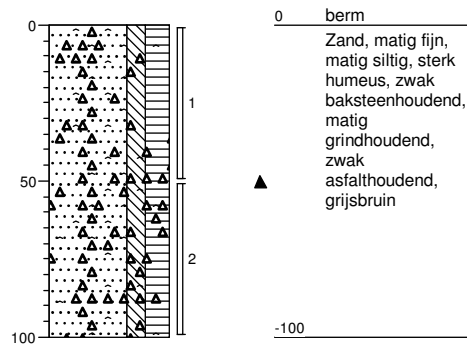 0
1
50
2
100
0 berm
Zand, matig fijn,
matig siltig, sterk
humeus, zwak
baksteenhoudend,
matig
grindhoudend,
zwak
asfalthoudend,
grijsbruin
-100